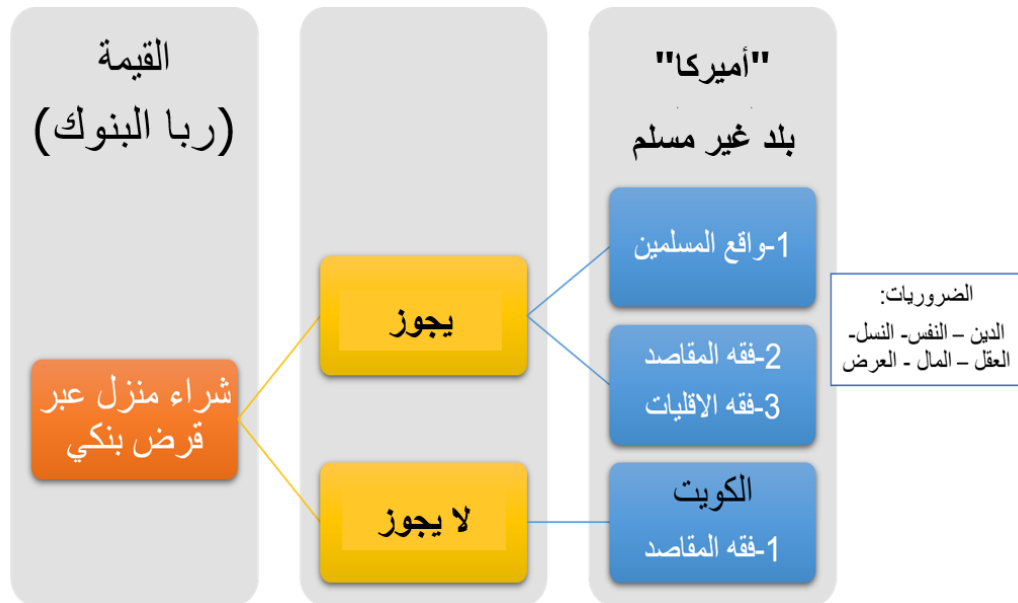 القيمة
(ربا البنوك)
"أميركا"
بلد غير مسلم
1-واقع المسلمين
2-فقه المقاصد
3-فقه الاقليات
الضروريات:
الدين – النفس- النسل-
العقل – المال - العرض
يجوز
شراء منزل عبر
قرض بنكي
لا يجوز
الكويت
1-فقه المقاصد